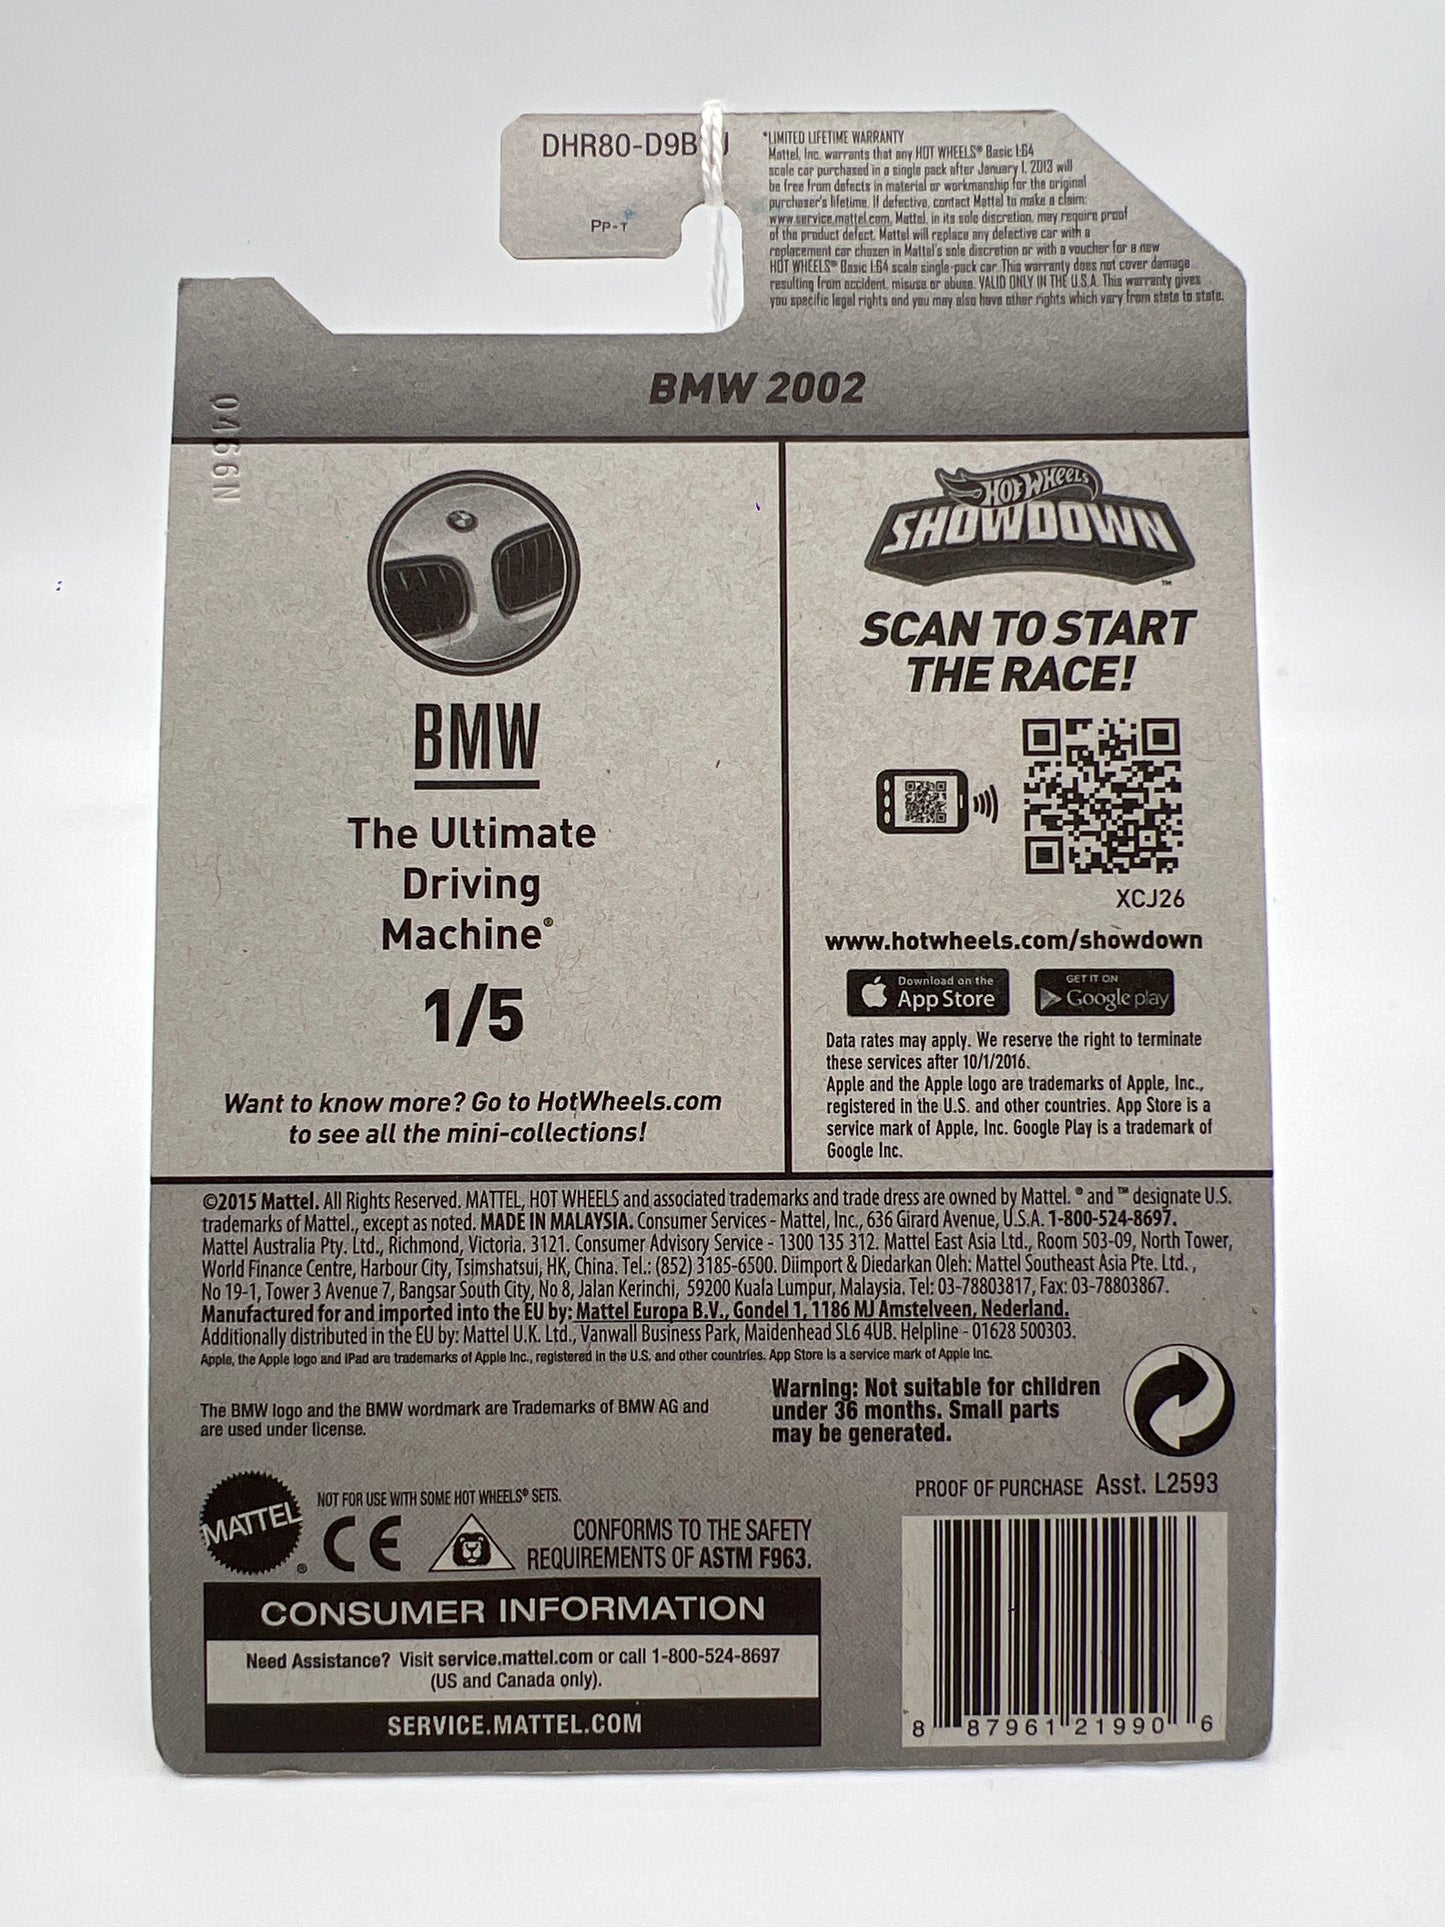 DHR80-D9B
Pp-T
*LIMITED LIFETIME WARRANTY
Mattel, Inc. warrants that any HOT WHEELS® Basic 1:64
scale car purchased in a single pack after January 1, 2013 will
be free from defects in material or workmanship for the original
purchaser's lifetime. If defective, contact Mattel to make a claim:
www.service.mattel.com. Mattel, in its sole discretion, may require proof
of the product defect. Mattel will replace any defective car with a
replacement car chosen in Mattel's sole discretion or with a voucher for a new
HOT WHEELS® Basic 1:64 scale single-pack car. This warranty does not cover damage
resulting from accident, misuse or abuse. VALID ONLY IN THE U.S.A. This warranty gives
you specific legal rights and you may also have other rights which vary from state to state.
BMW 2002
BMW
The Ultimate
Driving
Machine®
1/5
Want to know more? Go to HotWheels.com
to see all the mini-collections!
HOT WHEELS
SHOWDOWN™
SCAN TO START
THE RACE!
XCJ26
www.hotwheels.com/showdown
Download on the
App Store
GET IT ON
Google play
Data rates may apply. We reserve the right to terminate
these services after 10/1/2016.
Apple and the Apple logo are trademarks of Apple, Inc.,
registered in the U.S. and other countries. App Store is a
service mark of Apple, Inc. Google Play is a trademark of
Google Inc.
©2015 Mattel. All Rights Reserved. MATTEL, HOT WHEELS and associated trademarks and trade dress are owned by Mattel. ® and ™ designate U.S.
trademarks of Mattel., except as noted. MADE IN MALAYSIA. Consumer Services - Mattel, Inc., 636 Girard Avenue, U.S.A. 1-800-524-8697.
Mattel Australia Pty. Ltd., Richmond, Victoria. 3121. Consumer Advisory Service - 1300 135 312. Mattel East Asia Ltd., Room 503-09, North Tower,
World Finance Centre, Harbour City, Tsimshatsui, HK, China. Tel.: (852) 3185-6500. Diimport & Diedarkan Oleh: Mattel Southeast Asia Pte. Ltd. ,
No 19-1, Tower 3 Avenue 7, Bangsar South City, No 8, Jalan Kerinchi, 59200 Kuala Lumpur, Malaysia. Tel: 03-78803817, Fax: 03-78803867.
Manufactured for and imported into the EU by: Mattel Europa B.V., Gondel 1, 1186 MJ Amstelveen, Nederland.
Additionally distributed in the EU by: Mattel U.K. Ltd., Vanwall Business Park, Maidenhead SL6 4UB. Helpline - 01628 500303.
Apple, the Apple logo and iPad are trademarks of Apple Inc., registered in the U.S. and other countries. App Store is a service mark of Apple Inc.
The BMW logo and the BMW wordmark are Trademarks of BMW AG and
are used under license.
Warning: Not suitable for children
under 36 months. Small parts
may be generated.
MATTEL®
NOT FOR USE WITH SOME HOT WHEELS® SETS.
CE
CONFORMS TO THE SAFETY
REQUIREMENTS OF ASTM F963.
CONSUMER INFORMATION
Need Assistance? Visit service.mattel.com or call 1-800-524-8697
(US and Canada only).
SERVICE.MATTEL.COM
PROOF OF PURCHASE Asst. L2593
8 87961 21990 6